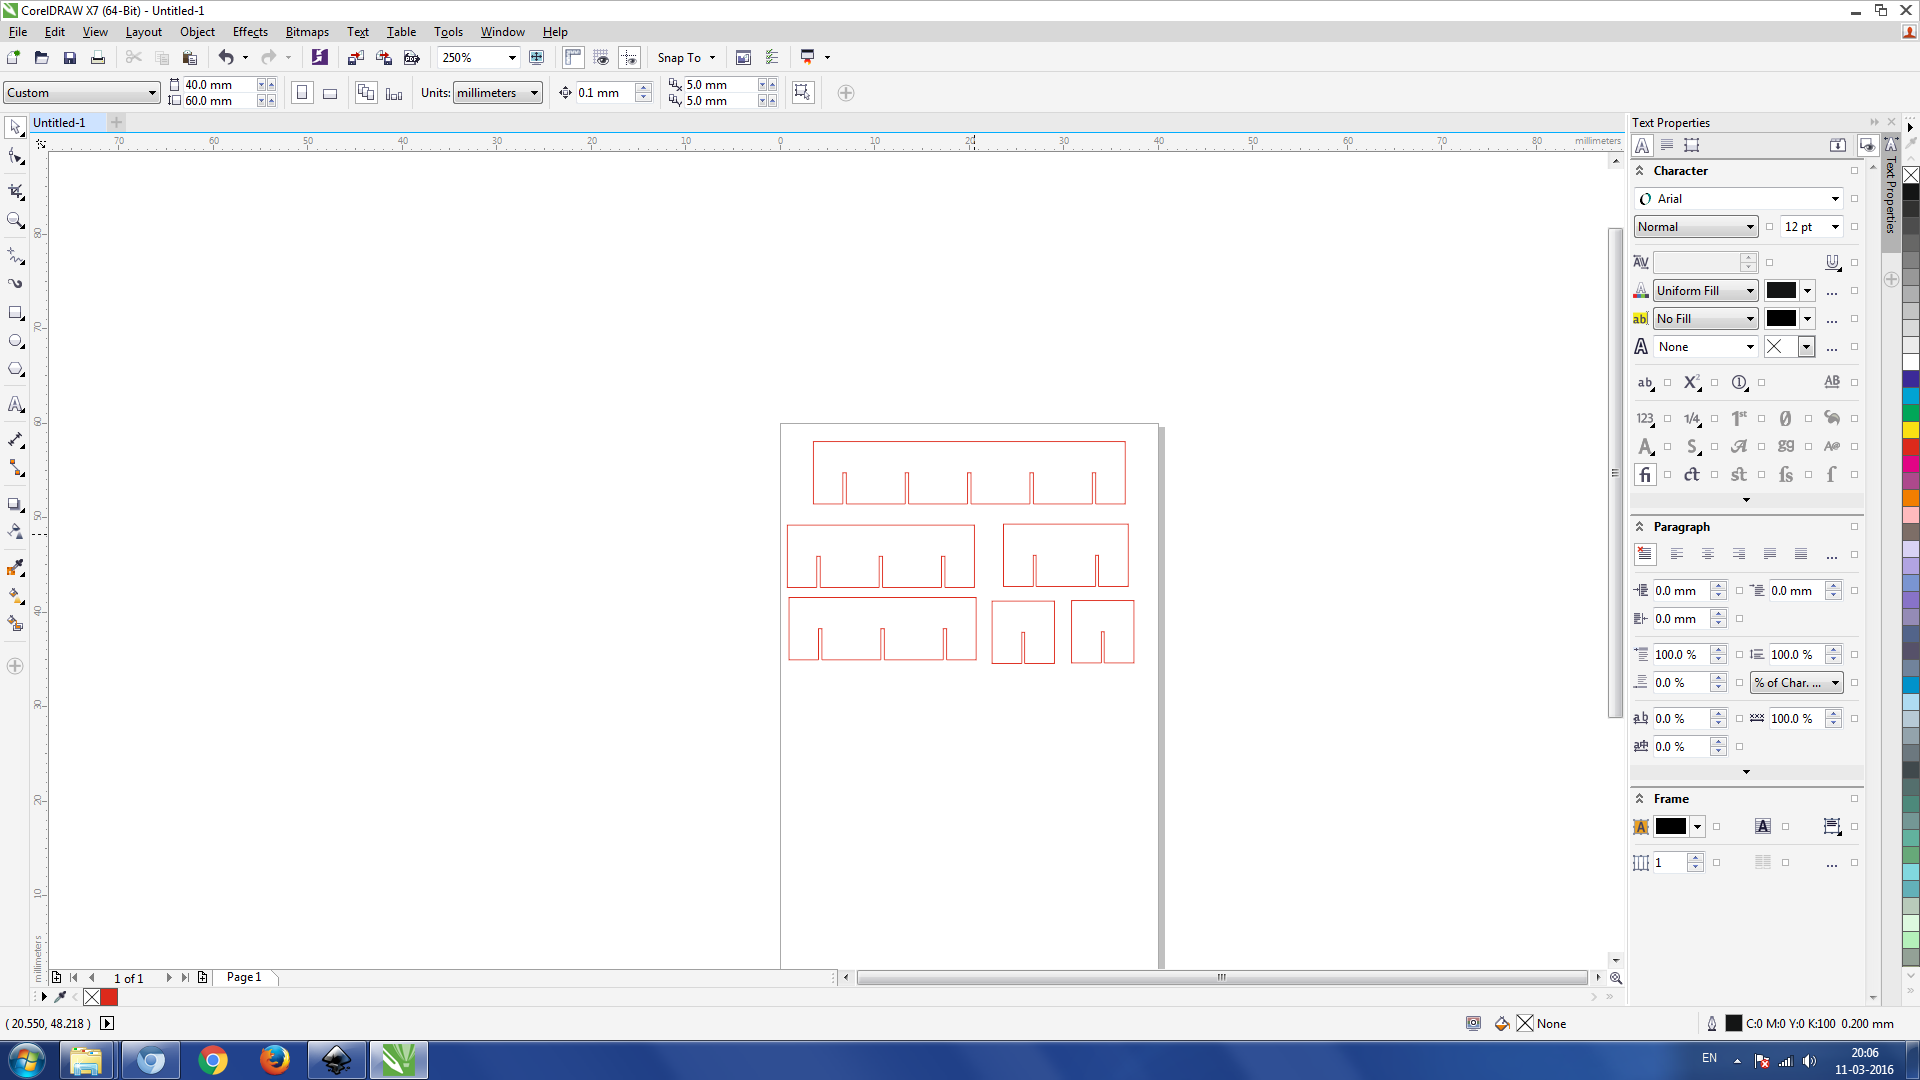 CorelDRAW X7 (64-Bit) - Untitled-1
File Edit View Layout Object Effects Bitmaps Text Table Tools Window Help
250% Snap To
Custom 40.0 mm 60.0 mm Units: millimeters 0.1 mm 5.0 mm 5.0 mm
Untitled-1
70 60 50 40 30 20 10 0 10 20 30 40 50 60 70 80 millimeters
80
70
60
50
40
30
20
10
millimeters
Text Properties
Text Properties
Character
Arial
Normal 12 pt
Uniform Fill
No Fill
None
Paragraph
0.0 mm 0.0 mm
0.0 mm
100.0 % 100.0 %
0.0 % % of Char. ...
0.0 % 100.0 %
0.0 %
Frame
1
1 of 1 Page 1
( 20.550, 48.218 ) None C:0 M:0 Y:0 K:100 0.200 mm
EN 20:06
11-03-2016